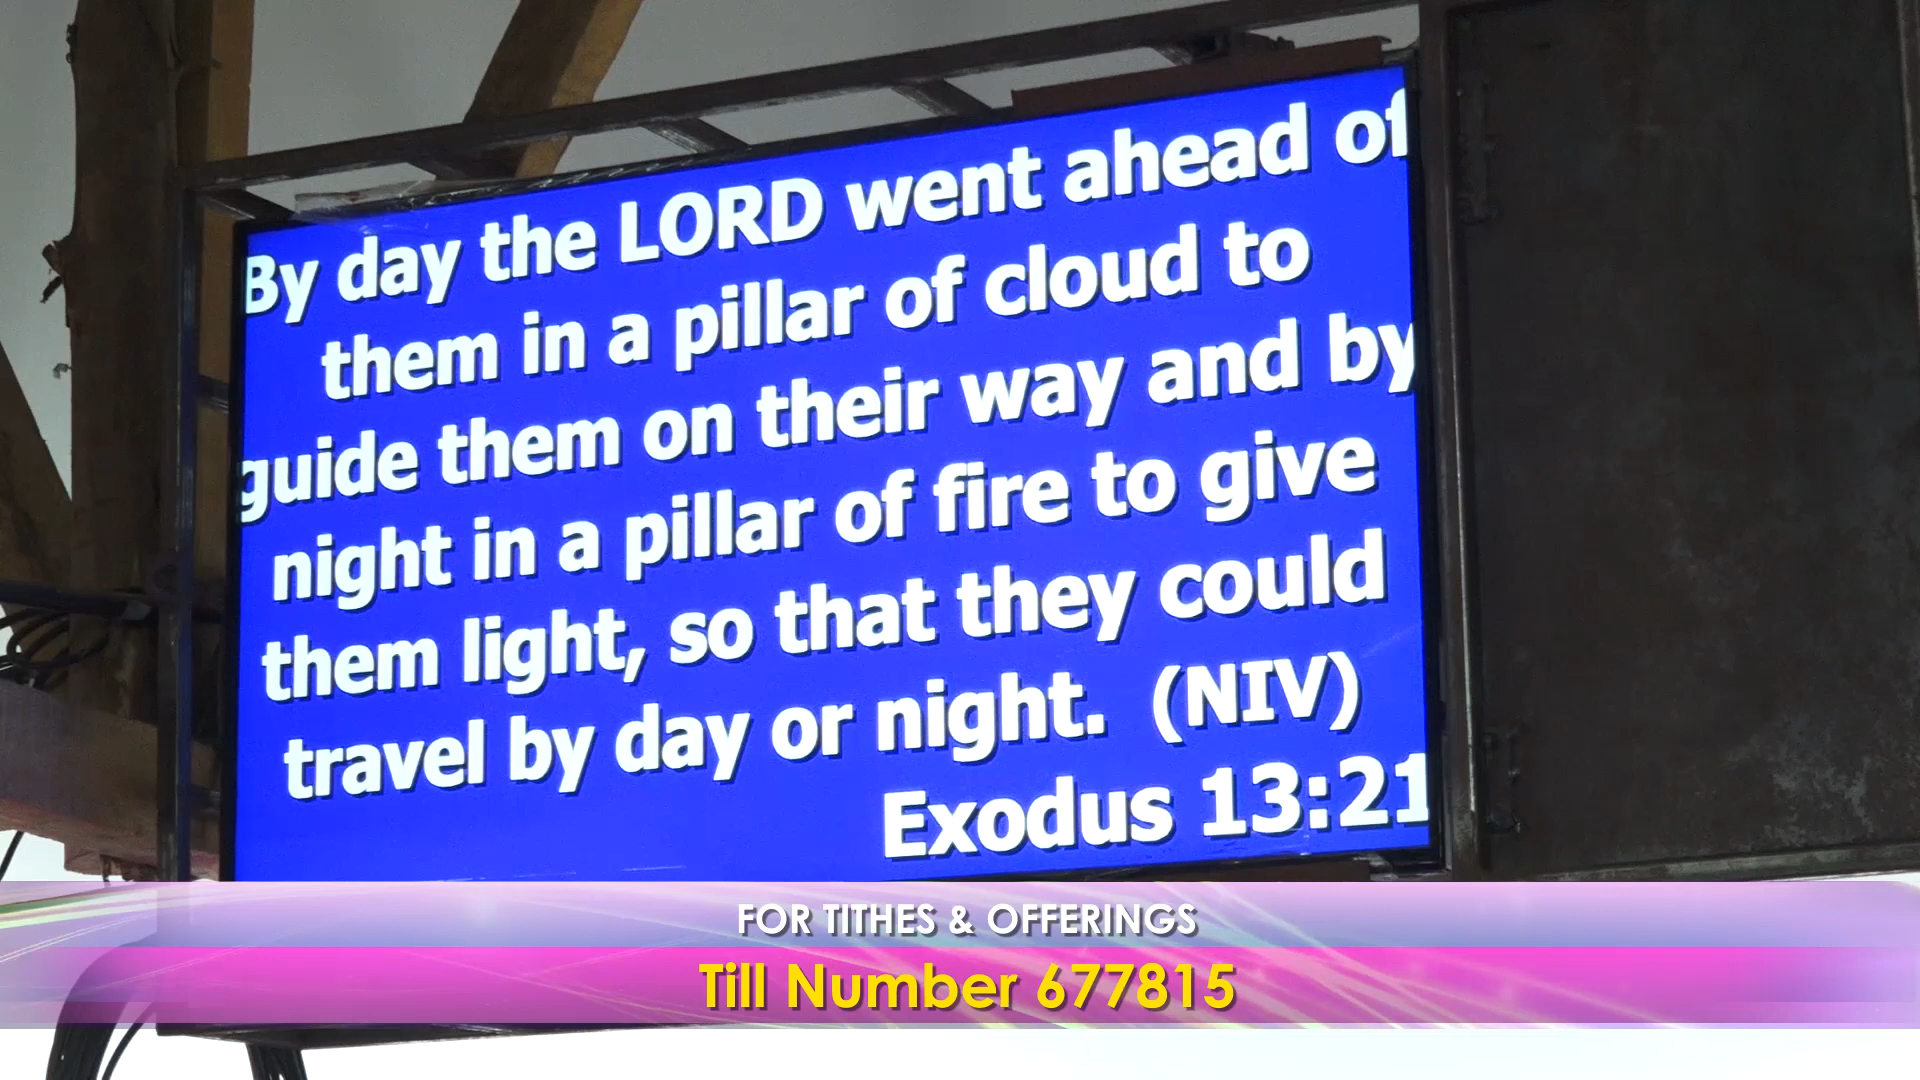 By day the LORD went ahead of
them in a pillar of cloud to
guide them on their way and by
night in a pillar of fire to give
them light, so that they could
travel by day or night. (NIV)
Exodus 13:21
FOR TITHES & OFFERINGS
Till Number 677815